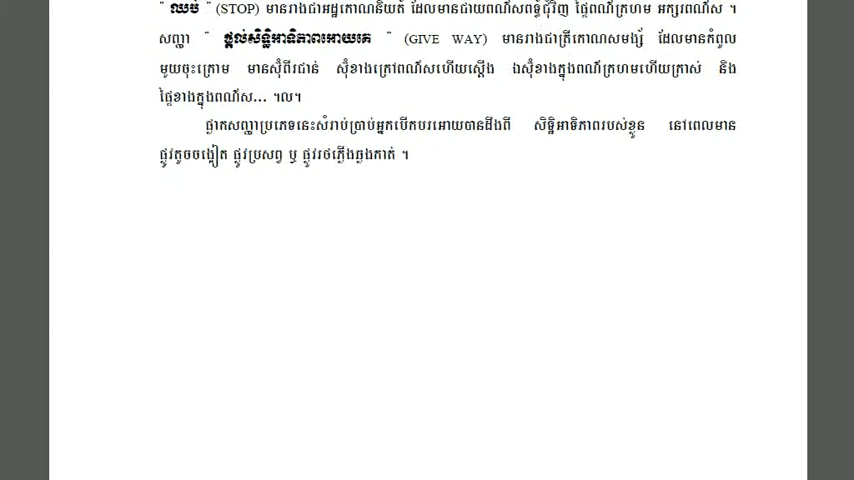 ¨ ឈប់ ¨ (STOP) មានរាងជាអដ្ឋកោណនិយ័ត ដែលមានជាយពណ៌សពទ្ធ័ជុំវិញ ផ្ទៃពណ៌ក្រហម អក្សរពណ៌ស ។
សញ្ញា ¨ ផ្តល់សិទ្ឋិអាទិភាពអោយគេ ¨ (GIVE WAY) មានរាងជាត្រីកោណសមង្ស័ ដែលមានកំពូល
មួយចុះក្រោម មានស៊ុំពីរជាន់ ស៊ុំខាងក្រៅពណ៌សហើយស្តើង ឯស៊ុំខាងក្នុងពណ៌ក្រហមហើយក្រាស់ និង
ផ្ទៃខាងក្នុងពណ៌ស... ។ល។
ផ្លាកសញ្ញាប្រភេទនេះសំរាប់ប្រាប់អ្នកបើកបរអោយបានដឹងពី សិទ្ឋិអាទិភាពរបស់ខ្លួន នៅពេលមាន
ផ្លូវតូចចង្អៀត ផ្លូវប្រសព្វ ឬ ផ្លូវរថភ្លើងឆ្លងកាត់ ។